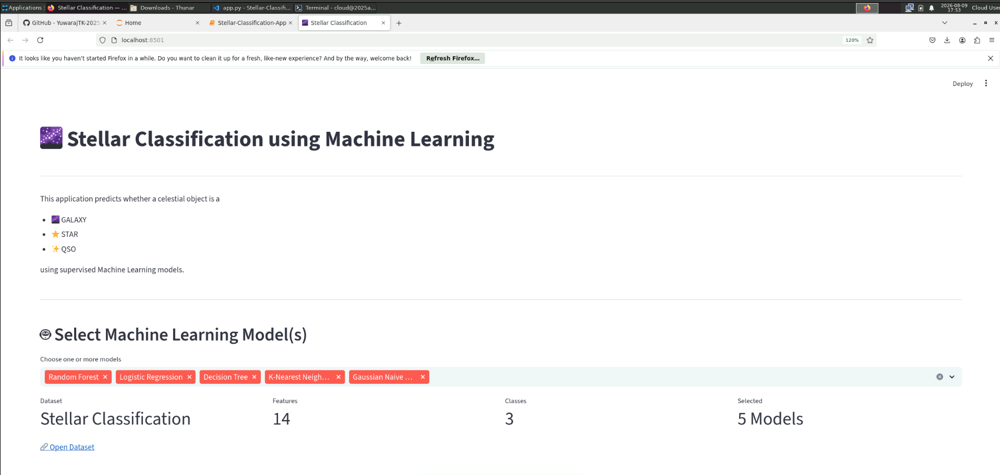 Applications
Stellar Classification — ...
Downloads - Thunar
app.py - Stellar-Classifi...
Terminal - cloud@2025a...
2026-08-09
17:53
Cloud User
GitHub - YuwarajTK-2025
Home
Stellar-Classification-App
Stellar Classification
localhost:8501
120%
It looks like you haven't started Firefox in a while. Do you want to clean it up for a fresh, like-new experience? And by the way, welcome back!
Refresh Firefox...
Deploy
Stellar Classification using Machine Learning
This application predicts whether a celestial object is a
• GALAXY
• STAR
• QSO
using supervised Machine Learning models.
Select Machine Learning Model(s)
Choose one or more models
Random Forest
Logistic Regression
Decision Tree
K-Nearest Neigh...
Gaussian Naive ...
Dataset
Features
Classes
Selected
Stellar Classification
14
3
5 Models
Open Dataset